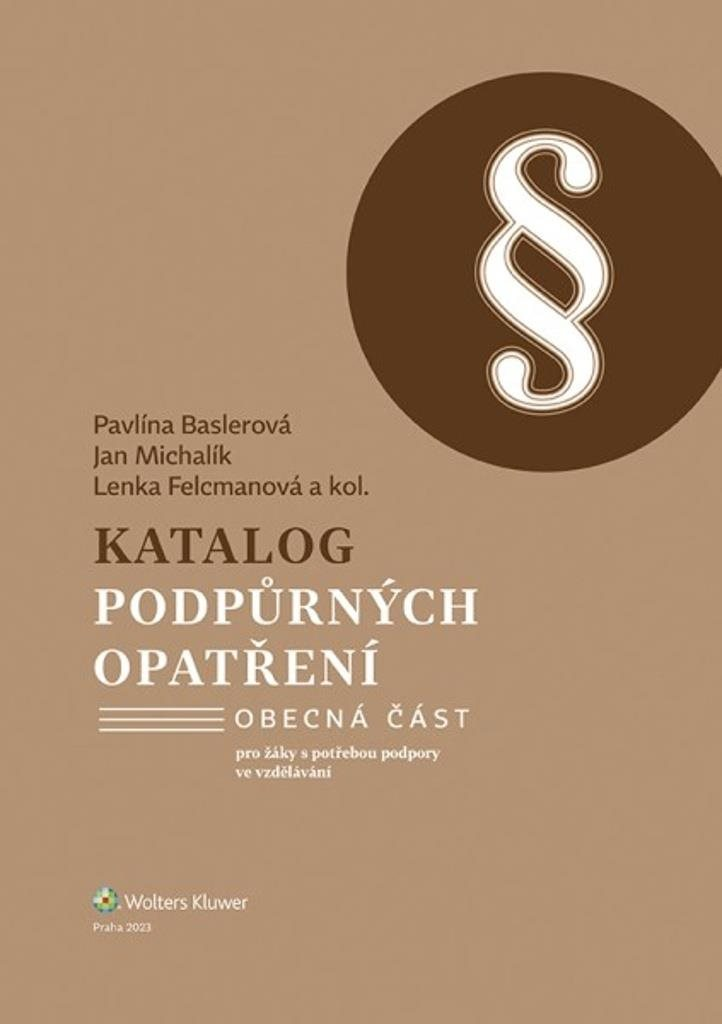 §
Pavlína Baslerová
Jan Michalík
Lenka Felcmanová a kol.
KATALOG
PODPŮRNÝCH
OPATŘENÍ
OBECNÁ ČÁST
pro žáky s potřebou podpory
ve vzdělávání
Wolters Kluwer
Praha 2023